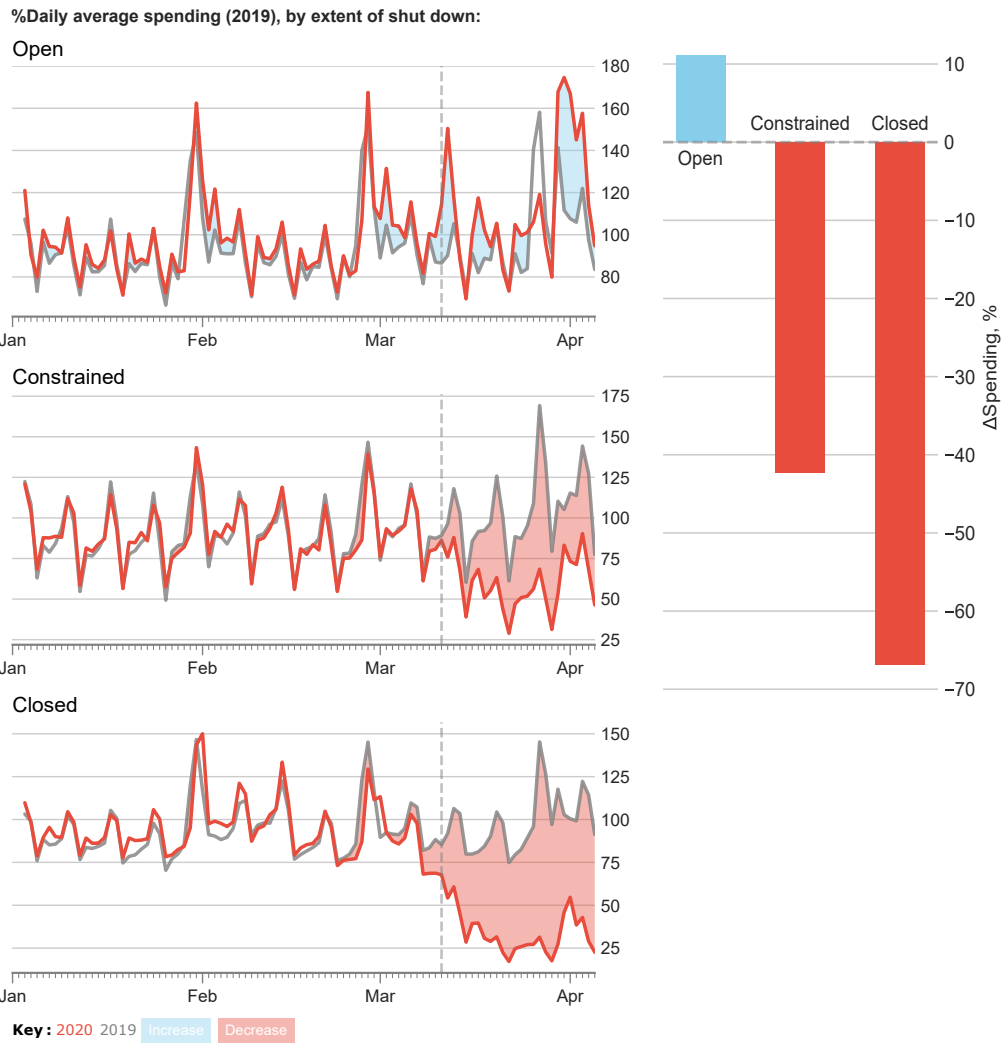 %Daily average spending (2019), by extent of shut down:
Open
180
160
140
120
100
80
Jan Feb Mar Apr
Constrained
175
150
125
100
75
50
25
Jan Feb Mar Apr
Closed
150
125
100
75
50
25
Jan Feb Mar Apr
Key: 2020 2019 Increase Decrease
10
Constrained Closed
0
Open
−10
−20
−30
−40
−50
−60
−70
ΔSpending, %